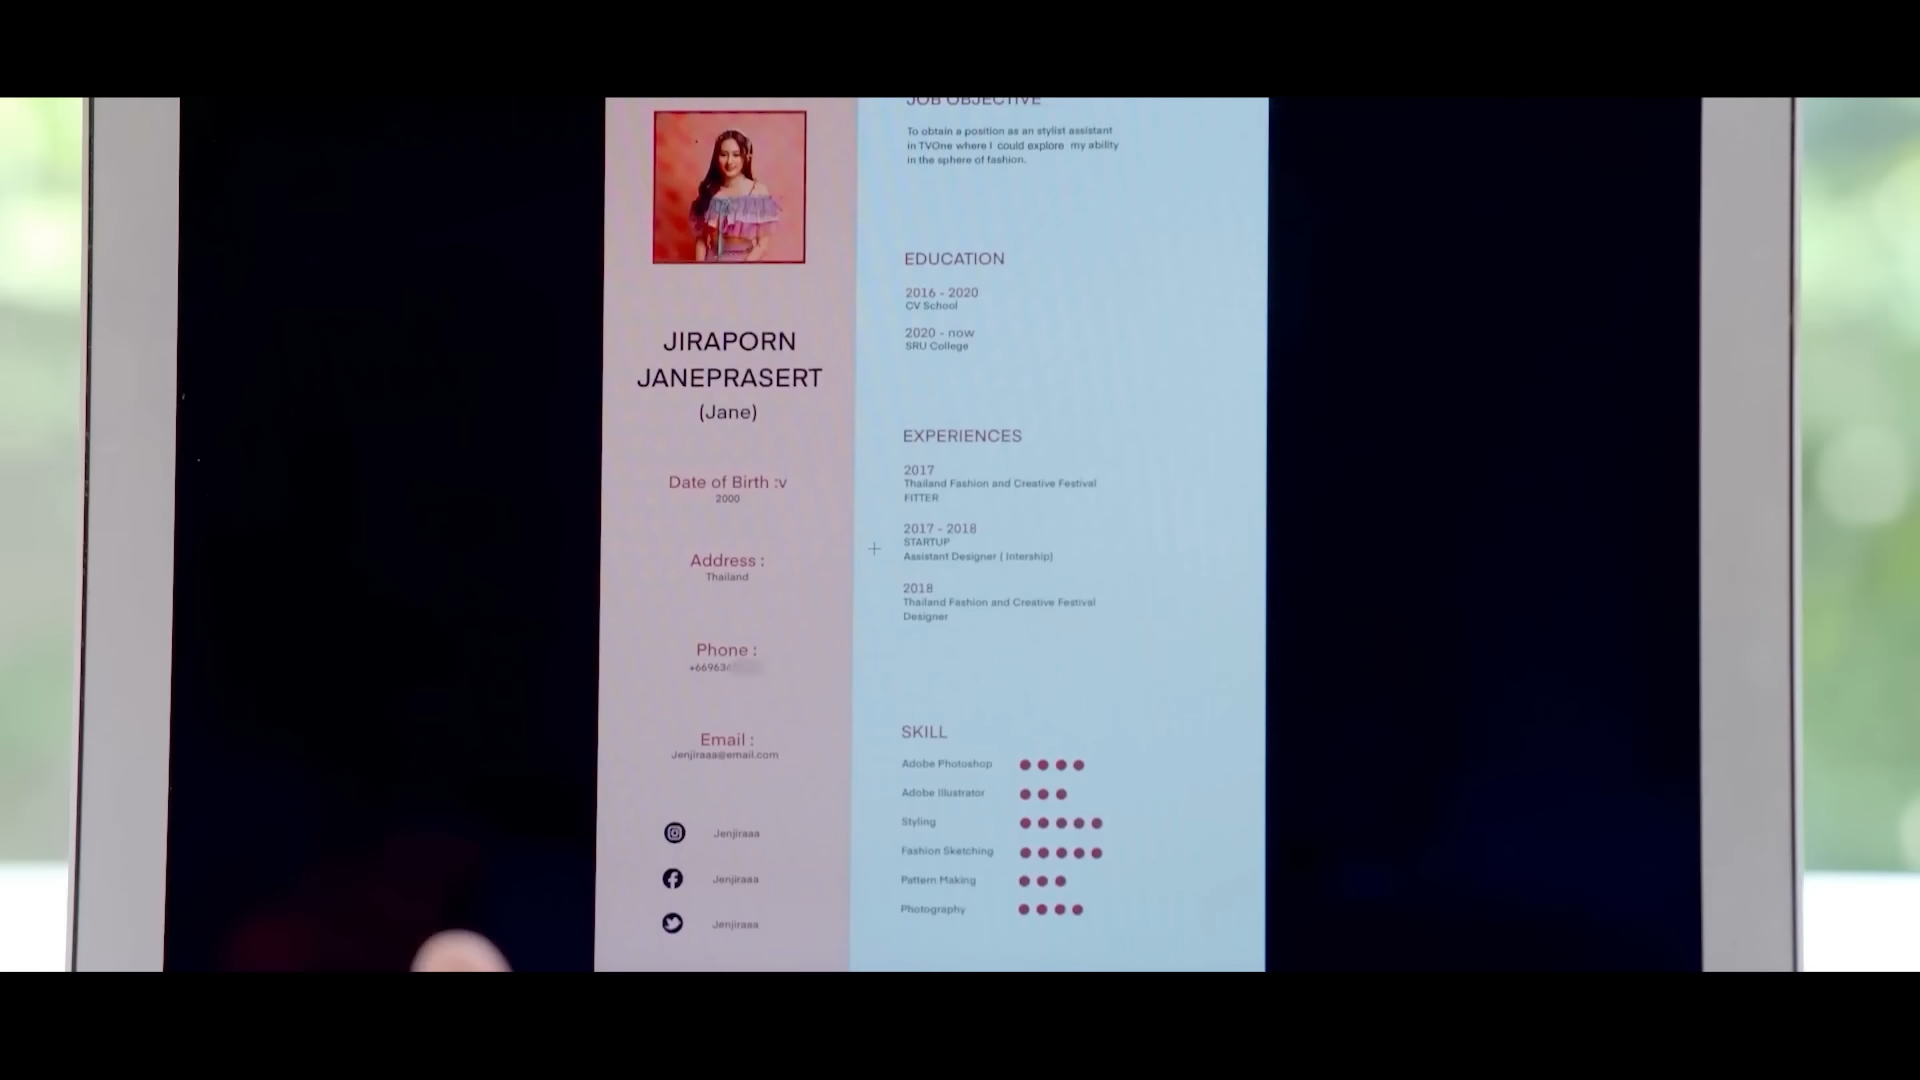 JIRAPORN
JANEPRASERT
(Jane)
Date of Birth :v
2000
Address :
Thailand
Phone :
+66963
Email :
Jenjiraaa@email.com
Jenjiraaa
Jenjiraaa
Jenjiraaa
JOB OBJECTIVE
To obtain a position as an stylist assistant
in TVOne where I could explore my ability
in the sphere of fashion.
EDUCATION
2016 - 2020
CV School
2020 - now
SRU College
EXPERIENCES
2017
Thailand Fashion and Creative Festival
FITTER
2017 - 2018
STARTUP
Assistant Designer ( Intership)
2018
Thailand Fashion and Creative Festival
Designer
SKILL
Adobe Photoshop
Adobe Illustrator
Styling
Fashion Sketching
Pattern Making
Photography